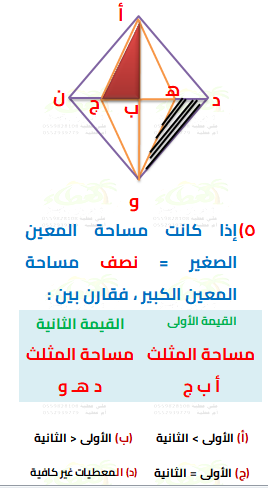 أ
ن
ج
ب
هـ
د
و
٥) إذا كانت مساحة المعين
الصغير = نصف مساحة
المعين الكبير ، فقارن بين :
القيمة الأولى
القيمة الثانية
مساحة المثلث
أ ب ج
مساحة المثلث
د هـ و
(أ) الأولى > الثانية
(ب) الأولى < الثانية
(ج) الأولى = الثانية
(د) المعطيات غير كافية